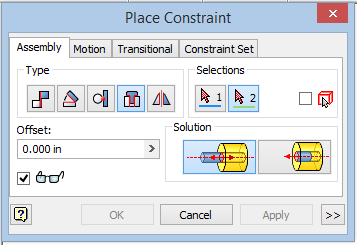 Place Constraint
Assembly Motion Transitional Constraint Set
Type Selections
1 2
Offset: Solution
0.000 in >
? OK Cancel Apply >>